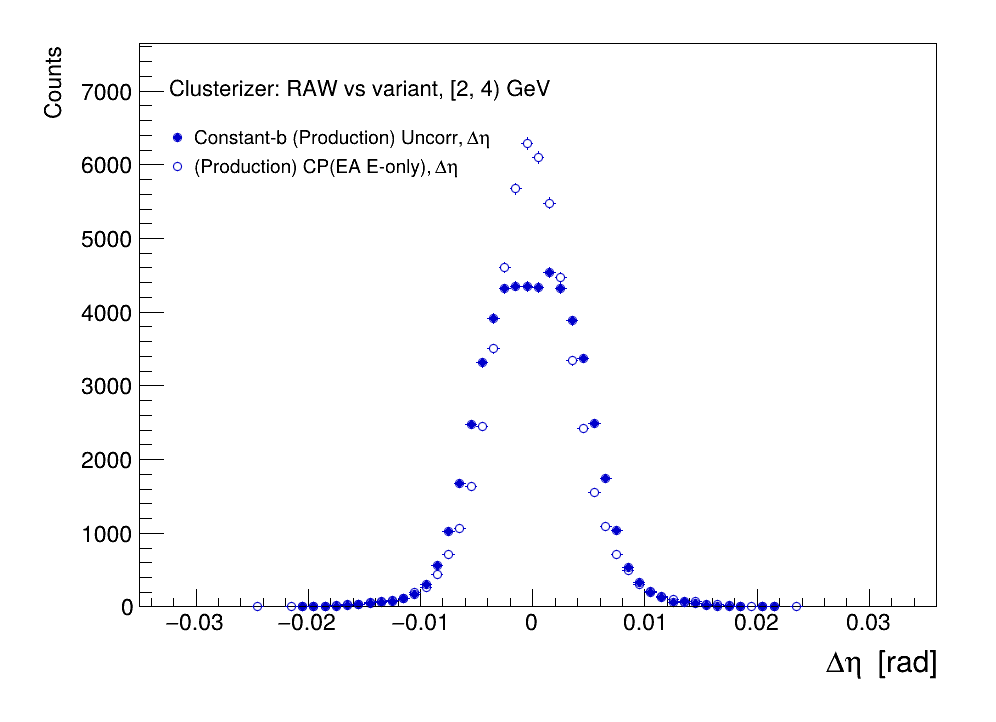 Counts
7000
6000
5000
4000
3000
2000
1000
0
Clusterizer: RAW vs variant, [2, 4) GeV
Constant-b (Production) Uncorr, Δη
(Production) CP(EA E-only), Δη
−0.03 −0.02 −0.01 0 0.01 0.02 0.03
Δη [rad]